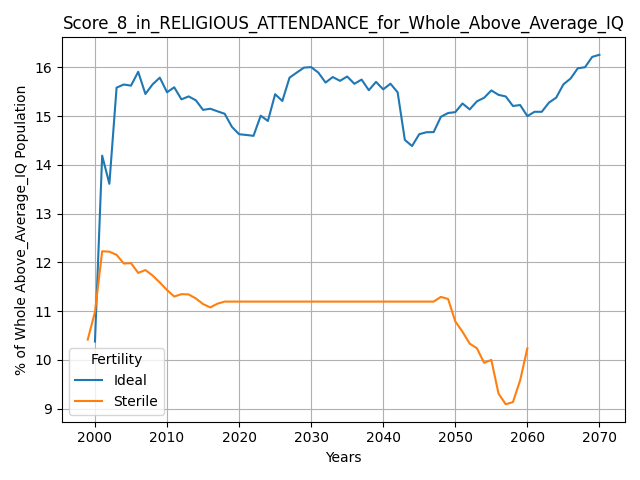 Score_8_in_RELIGIOUS_ATTENDANCE_for_Whole_Above_Average_IQ
% of Whole Above_Average_IQ Population
16
15
14
13
12
11
10
9
Fertility
Ideal
Sterile
2000 2010 2020 2030 2040 2050 2060 2070
Years